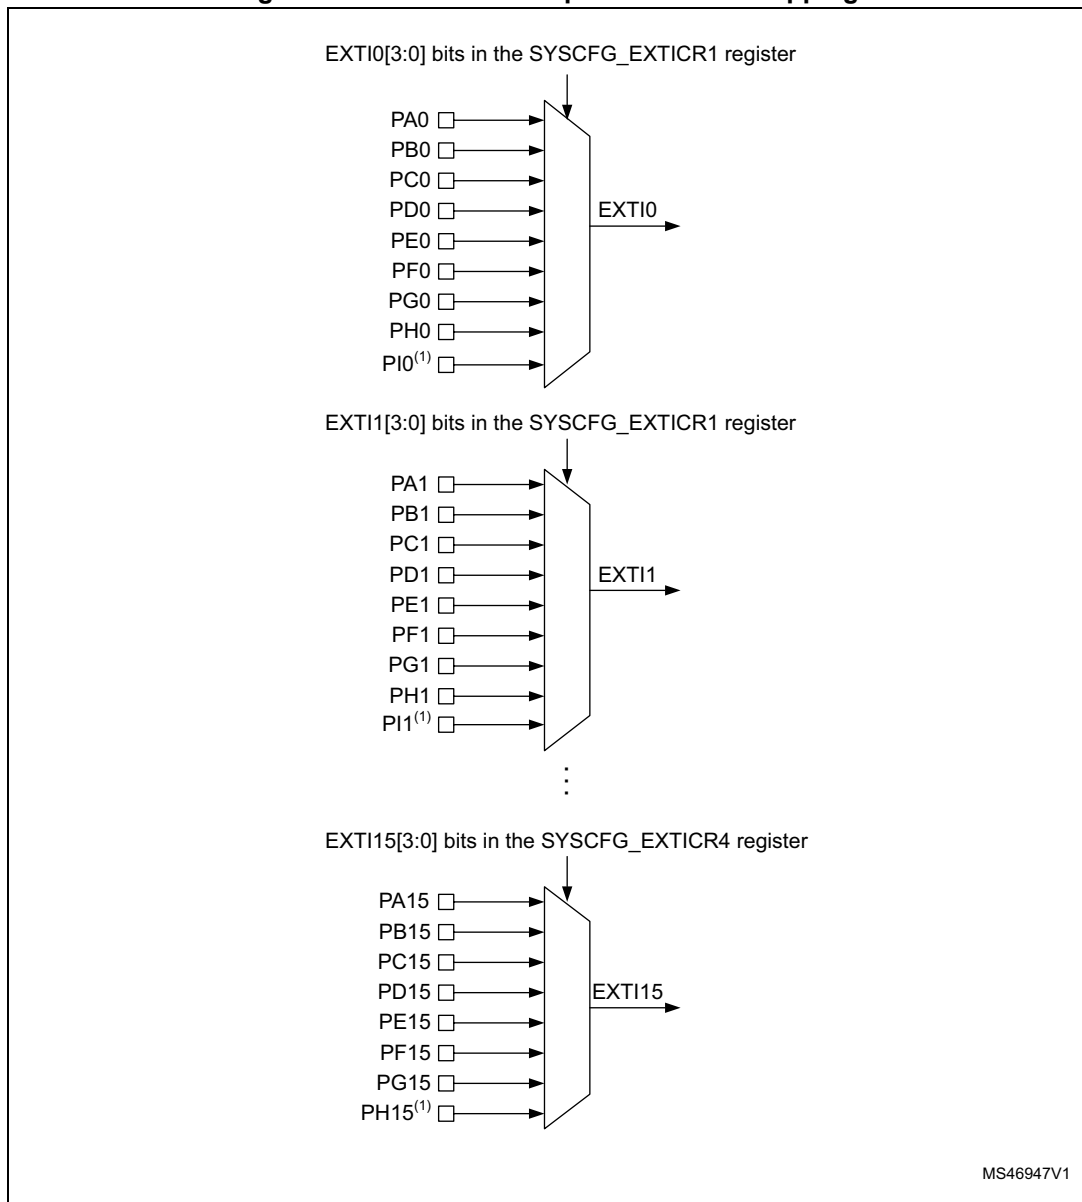 EXTI0[3:0] bits in the SYSCFG_EXTICR1 register
PA0
PB0
PC0
PD0
EXTI0
PE0
PF0
PG0
PH0
PI0(1)
EXTI1[3:0] bits in the SYSCFG_EXTICR1 register
PA1
PB1
PC1
PD1
EXTI1
PE1
PF1
PG1
PH1
PI1(1)
EXTI15[3:0] bits in the SYSCFG_EXTICR4 register
PA15
PB15
PC15
PD15
EXTI15
PE15
PF15
PG15
PH15(1)
MS46947V1